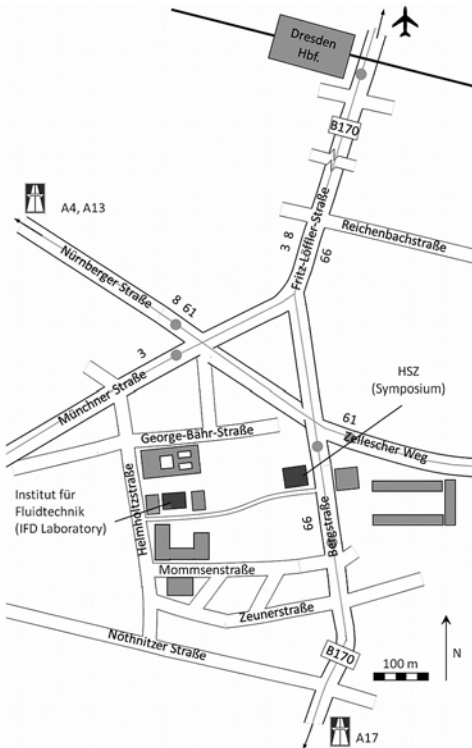 Dresden
Hbf.
B170
A4, A13
Reichenbachstraße
Fritz-Löffler-Straße
3 8
66
Nürnberger Straße
8 61
3
Münchner Straße
HSZ
(Symposium)
61
Zellescher Weg
George-Bähr-Straße
Helmholtzstraße
Institut für
Fluidtechnik
(IFD Laboratory)
66
Bergstraße
Mommsenstraße
Zeunerstraße
Nöthnitzer Straße
B170
100 m
N
A17